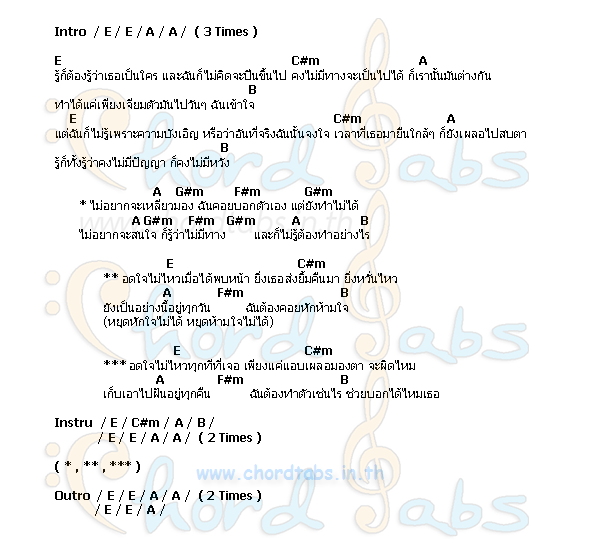 Intro / E / E / A / A / ( 3 Times )
E C#m A
รู้ก็ต้องรู้ว่าเธอเป็นใคร และฉันก็ไม่คิดจะปีนขึ้นไป คงไม่มีทางจะเป็นไปได้ ก็เรานั้นมันต่างกัน
B
ทำได้แค่เพียงเจียมตัวมันไปวันๆ ฉันเข้าใจ
E C#m A
แต่ฉันก็ไม่รู้เพราะความบังเอิญ หรือว่าอันที่จริงฉันนั้นจงใจ เวลาที่เธอมายืนใกล้ๆ ก็ยังเผลอไปสบตา
B
รู้ก็ทั้งรู้ว่าคงไม่มีปัญญา ก็คงไม่มีหวัง
A G#m F#m G#m
* ไม่อยากจะเหลียวมอง ฉันคอยบอกตัวเอง แต่ยังทำไม่ได้
A G#m F#m G#m A B
ไม่อยากจะสนใจ ก็รู้ว่าไม่มีทาง และก็ไม่รู้ต้องทำอย่างไร
E C#m
** อดใจไม่ไหวเมื่อได้พบหน้า ยิ่งเธอส่งยิ้มคืนมา ยิ่งหวั่นไหว
A F#m B
ยังเป็นอย่างนี้อยู่ทุกวัน ฉันต้องคอยหักห้ามใจ
(หยุดหักใจไม่ได้ หยุดห้ามใจไม่ได้)
E C#m
*** อดใจไม่ไหวทุกทีที่เจอ เพียงแค่แอบเผลอมองตา จะผิดไหม
A F#m B
เก็บเอาไปฝันอยู่ทุกคืน ฉันต้องทำตัวเช่นไร ช่วยบอกได้ไหมเธอ
Instru / E / C#m / A / B /
/ E / E / A / A / ( 2 Times )
( * , ** , *** )
www.chordtabs.in.th
Outro / E / E / A / A / ( 2 Times )
/ E / E / A /